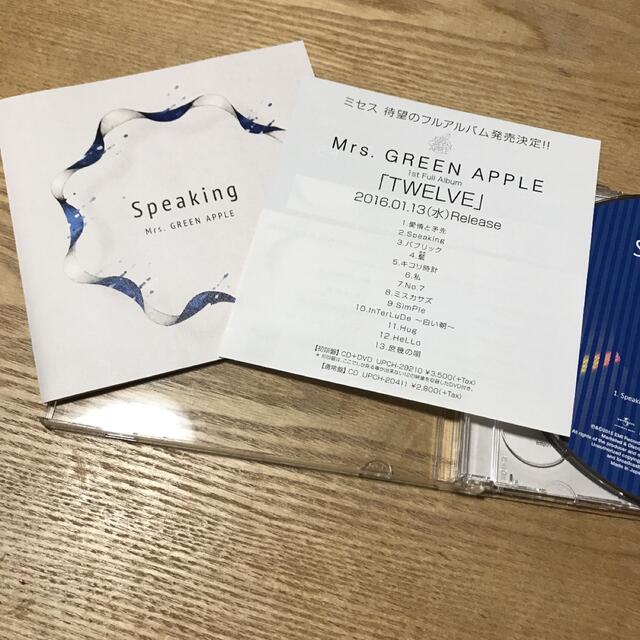 Speaking
Mrs. GREEN APPLE
ミセス 待望のフルアルバム発売決定!!
Mrs. GREEN APPLE
1st Full Album
「TWELVE」
2016.01.13(水)Release
1.愛情と矛先
2.Speaking
3.パブリック
4.藍
5.キコリ時計
6.私
7.No.7
8.ミスカサズ
9.SimPle
10.InTerLuDe ～白い朝～
11.Hug
12.HeLLo
13.庶幾の唄
【初回盤】CD+DVD UPCH-29210 ¥3,500(+Tax)
【通常盤】CD UPCH-20411 ¥2,800(+Tax)
S
1. Speaking